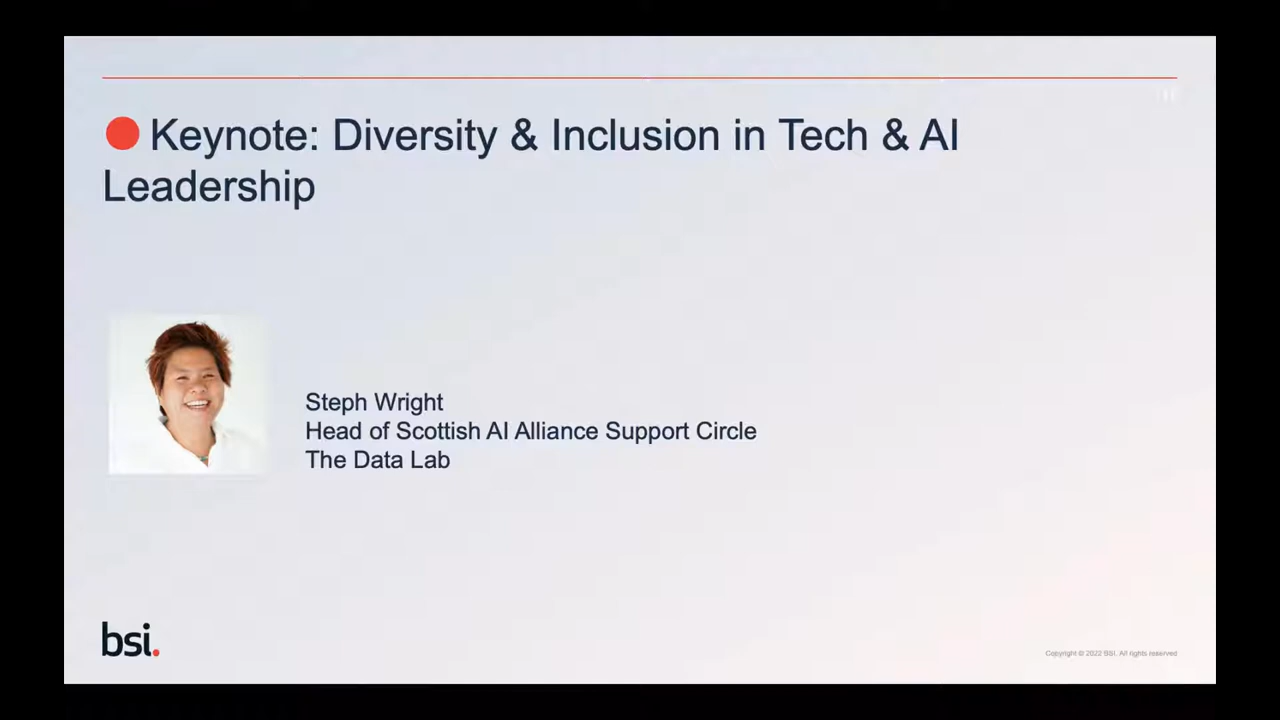 Keynote: Diversity & Inclusion in Tech & AI
Leadership
Steph Wright
Head of Scottish AI Alliance Support Circle
The Data Lab
bsi.
Copyright © 2022 BSI. All rights reserved